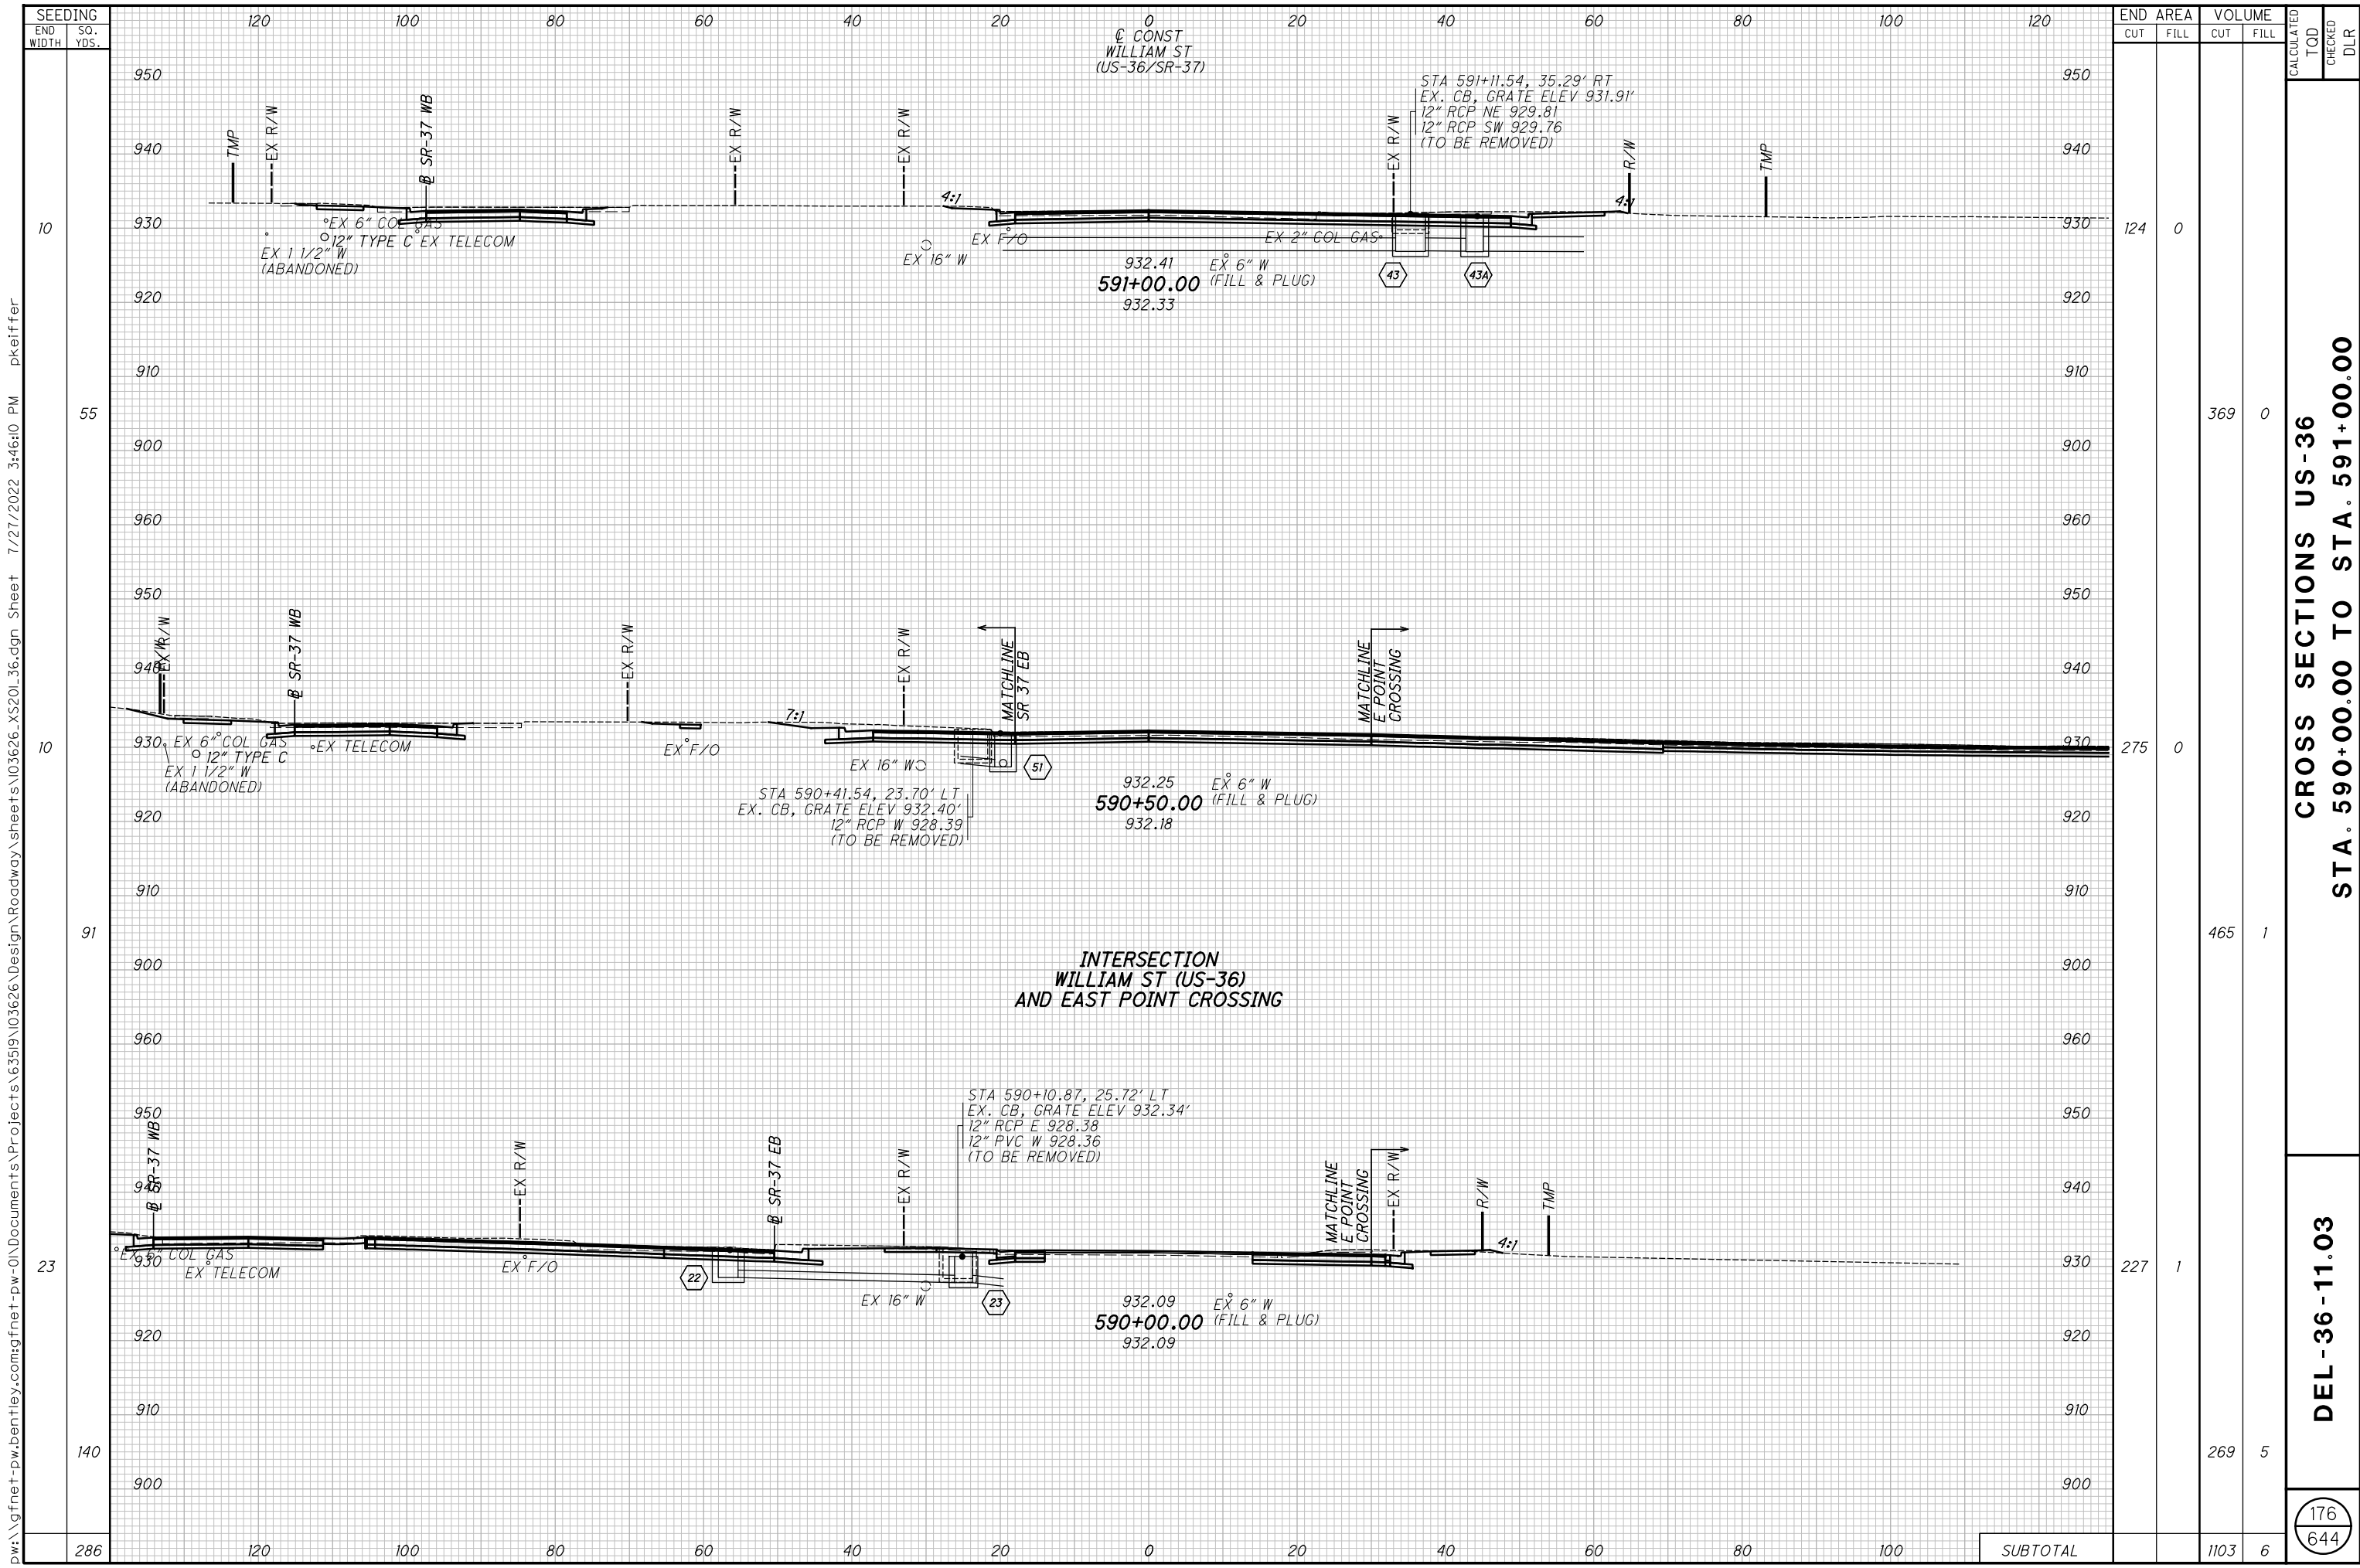 SEEDING
END WIDTH
SQ. YDS.
120 100 80 60 40 20 0 20 40 60 80 100 120
END AREA
VOLUME
CUT FILL CUT FILL
CALCULATED
TQD
CHECKED
DLR
℄ CONST
WILLIAM ST
(US-36/SR-37)
950 950
STA 591+11.54, 35.29' RT
EX. CB, GRATE ELEV 931.91'
12" RCP NE 929.81
12" RCP SW 929.76
(TO BE REMOVED)
TMP
EX R/W
B SR-37 WB
EX R/W
EX R/W
EX R/W
R/W
TMP
940 940
4:1
4:1
930 930
10
124 0
EX 6" COL GAS
12" TYPE C
EX TELECOM
EX 1 1/2" W
(ABANDONED)
EX 16" W
EX F/O
EX 2" COL GAS
932.41
591+00.00
932.33
EX 6" W
(FILL & PLUG)
43
43A
920 920
910 910
55
369 0
900 900
960 960
950 950
R/W
EX R/W
B SR-37 WB
EX R/W
EX R/W
MATCHLINE
SR 37 EB
MATCHLINE
E POINT
CROSSING
940 940
7:1
930 930
10
275 0
EX 6" COL GAS
12" TYPE C
EX TELECOM
EX 1 1/2" W
(ABANDONED)
EX F/O
EX 16" W
51
STA 590+41.54, 23.70' LT
EX. CB, GRATE ELEV 932.40'
12" RCP W 928.39
(TO BE REMOVED)
932.25
590+50.00
932.18
EX 6" W
(FILL & PLUG)
920 920
910 910
91
465 1
INTERSECTION
WILLIAM ST (US-36)
AND EAST POINT CROSSING
900 900
960 960
950 950
STA 590+10.87, 25.72' LT
EX. CB, GRATE ELEV 932.34'
12" RCP E 928.38
12" PVC W 928.36
(TO BE REMOVED)
B SR-37 WB
EX R/W
B SR-37 EB
EX R/W
MATCHLINE
E POINT
CROSSING
EX R/W
R/W
TMP
940 940
4:1
930 930
23
227 1
EX 6" COL GAS
EX TELECOM
EX F/O
22
EX 16" W
23
932.09
590+00.00
932.09
EX 6" W
(FILL & PLUG)
920 920
910 910
140
269 5
900 900
286
120 100 80 60 40 20 0 20 40 60 80 100
SUBTOTAL
1103 6
CROSS SECTIONS US-36
STA. 590+00.00 TO STA. 591+00.00
DEL-36-11.03
176
644
pw:\\gfnet-pw.bentley.com:gfnet-pw-01\Documents\Projects\63519\103626\Design\Roadway\sheets\103626_XS201_36.dgn Sheet 7/27/2022 3:46:10 PM pkeiffer